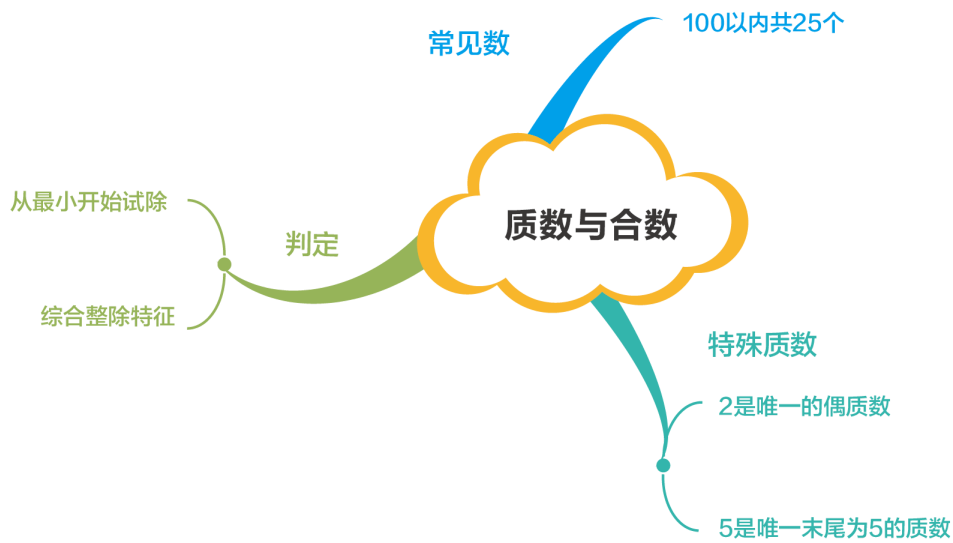 常见数
100以内共25个
质数与合数
判定
从最小开始试除
综合整除特征
特殊质数
2是唯一的偶质数
5是唯一末尾为5的质数